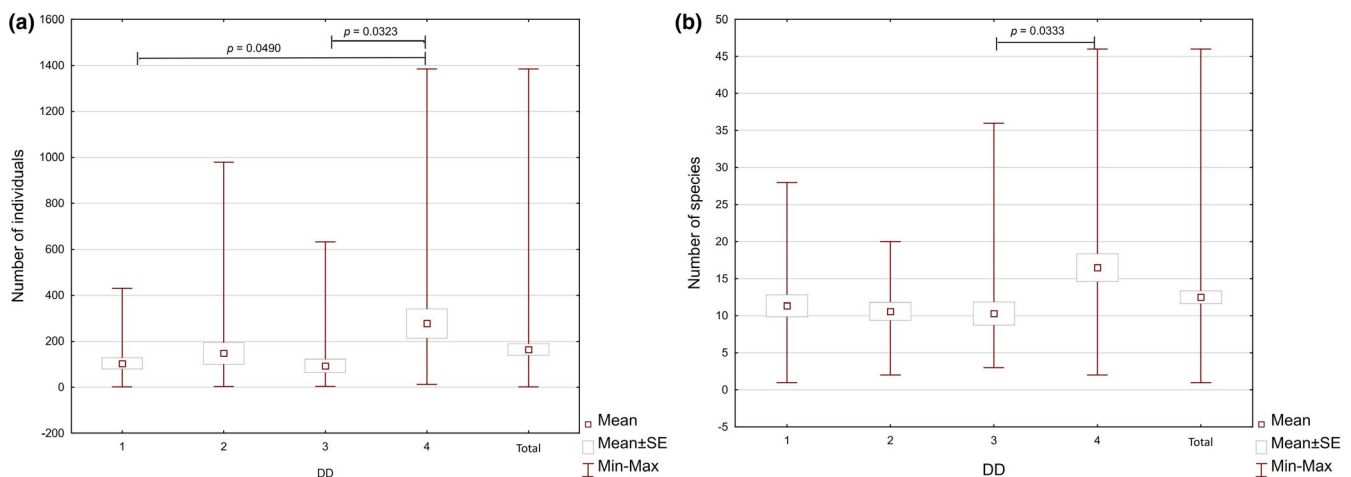 (a)
p = 0.0490
p = 0.0323
Number of individuals
1600
1400
1200
1000
800
600
400
200
0
-200
1 2 3 4 Total
DD
Mean
Mean±SE
Min-Max
(b)
p = 0.0333
Number of species
50
45
40
35
30
25
20
15
10
5
0
-5
1 2 3 4 Total
DD
Mean
Mean±SE
Min-Max